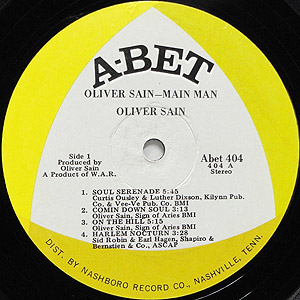 A-BET
OLIVER SAIN—MAIN MAN
OLIVER SAIN
Side 1
Produced by
Oliver Sain
A Product of W.A.R.
Abet 404
404 A
Stereo
1. SOUL SERENADE 5:45
Curtis Ousley & Luther Dixson, Kilynn Pub.
Co. & Vee-Ve Pub. Co. BMI
2. COMIN DOWN SOUL 3:13
Oliver Sain, Sign of Aries BMI
3. ON THE HILL 5:15
Oliver Sain, Sign of Aries BMI
4. HARLEM NOCTURN 3:28
Sid Robin & Earl Hagen, Shapiro &
Bernstien & Co., ASCAP
DIST. BY NASHBORO RECORD CO., NASHVILLE, TENN.